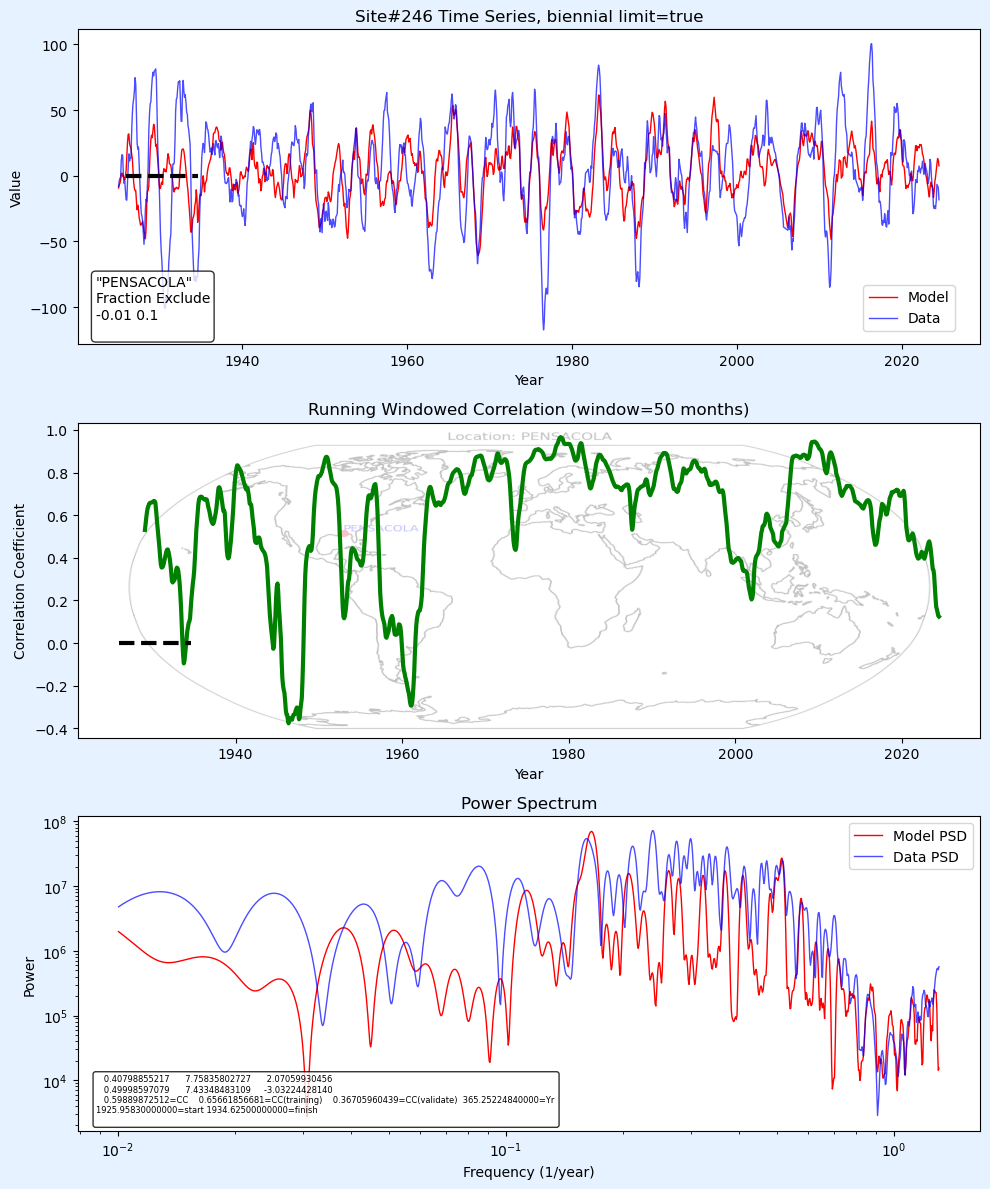 Site#246 Time Series, biennial limit=true
100
50
0
−50
−100
Value
"PENSACOLA"
Fraction Exclude
-0.01 0.1
Model
Data
1940
1960
1980
2000
2020
Year
Running Windowed Correlation (window=50 months)
Location: PENSACOLA
PENSACOLA
1.0
0.8
0.6
0.4
0.2
0.0
−0.2
−0.4
Correlation Coefficient
1940
1960
1980
2000
2020
Year
Power Spectrum
10^8
10^7
10^6
10^5
10^4
Power
Model PSD
Data PSD
0.40798855217 7.75835802727 2.07059930456
0.49998597079 7.43348483109 -3.03224428140
0.59889872512=CC 0.65661856681=CC(training) 0.36705960439=CC(validate) 365.25224840000=Yr
1925.95830000000=start 1934.62500000000=finish
10^−2
10^−1
10^0
Frequency (1/year)